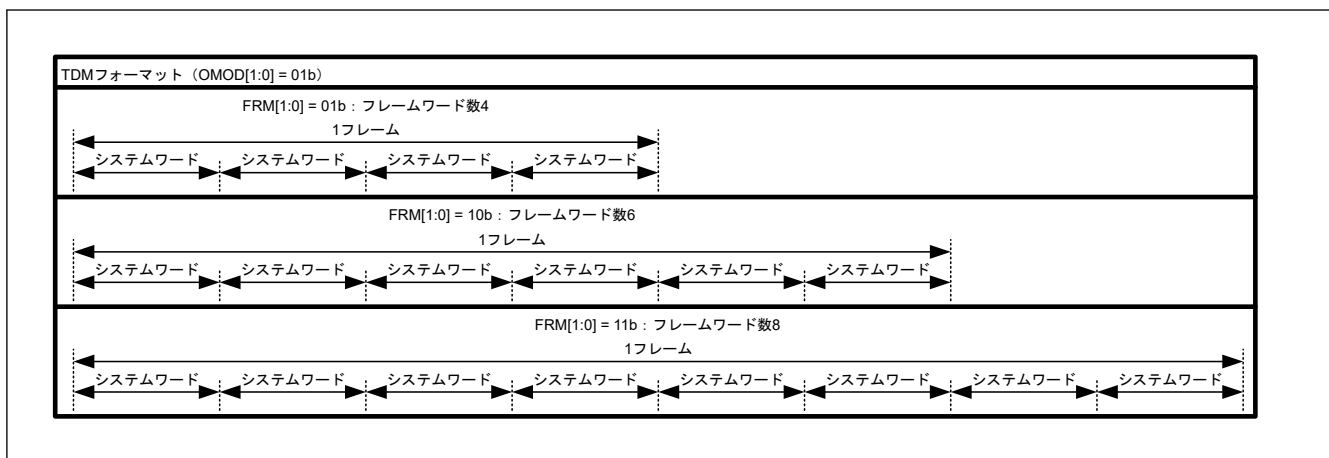 TDMフォーマット（OMOD[1:0] = 01b）
FRM[1:0] = 01b：フレームワード数4
1フレーム
システムワード システムワード システムワード システムワード
FRM[1:0] = 10b：フレームワード数6
1フレーム
システムワード システムワード システムワード システムワード システムワード システムワード
FRM[1:0] = 11b：フレームワード数8
1フレーム
システムワード システムワード システムワード システムワード システムワード システムワード システムワード システムワード